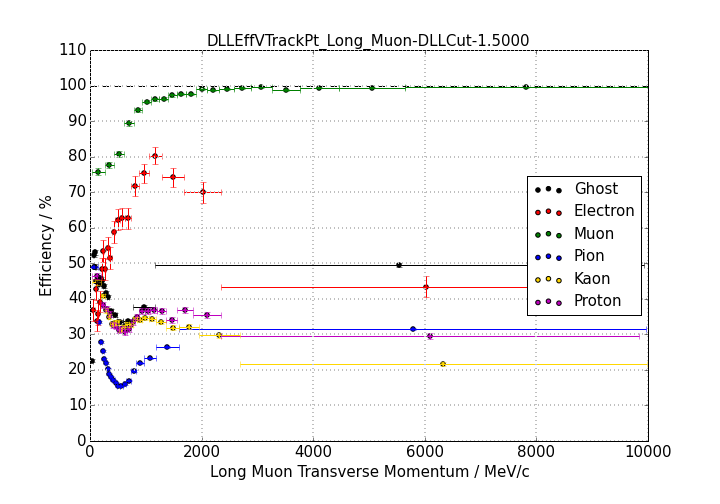 DLLEffVTrackPt_Long_Muon-DLLCut-1.5000
110
100
90
80
70
60
50
40
30
20
10
0
Efficiency / %
Ghost
Electron
Muon
Pion
Kaon
Proton
0 2000 4000 6000 8000 10000
Long Muon Transverse Momentum / MeV/c